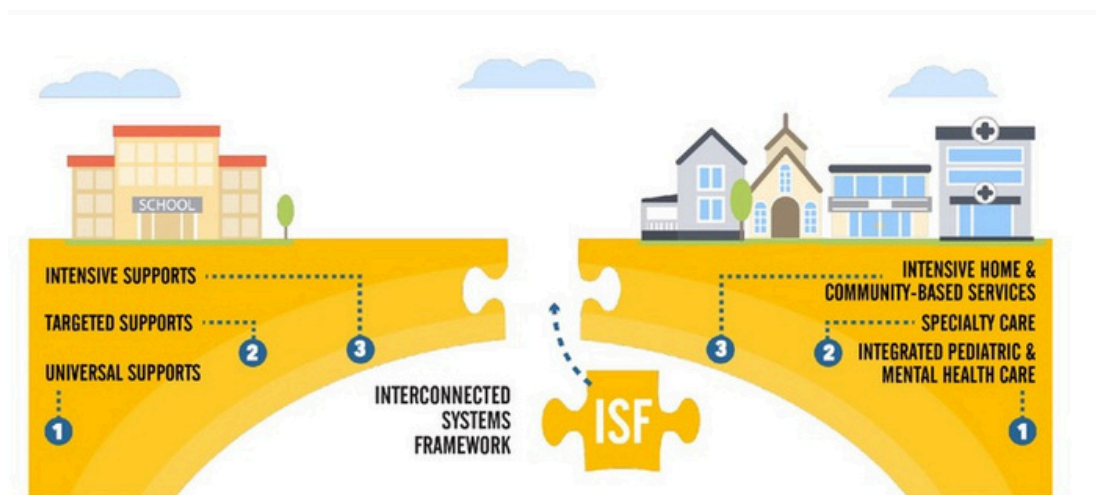 SCHOOL
INTENSIVE SUPPORTS
3
TARGETED SUPPORTS
2
UNIVERSAL SUPPORTS
1
INTERCONNECTED
SYSTEMS
FRAMEWORK
ISF
INTENSIVE HOME &
COMMUNITY-BASED SERVICES
3
SPECIALTY CARE
2
INTEGRATED PEDIATRIC &
MENTAL HEALTH CARE
1